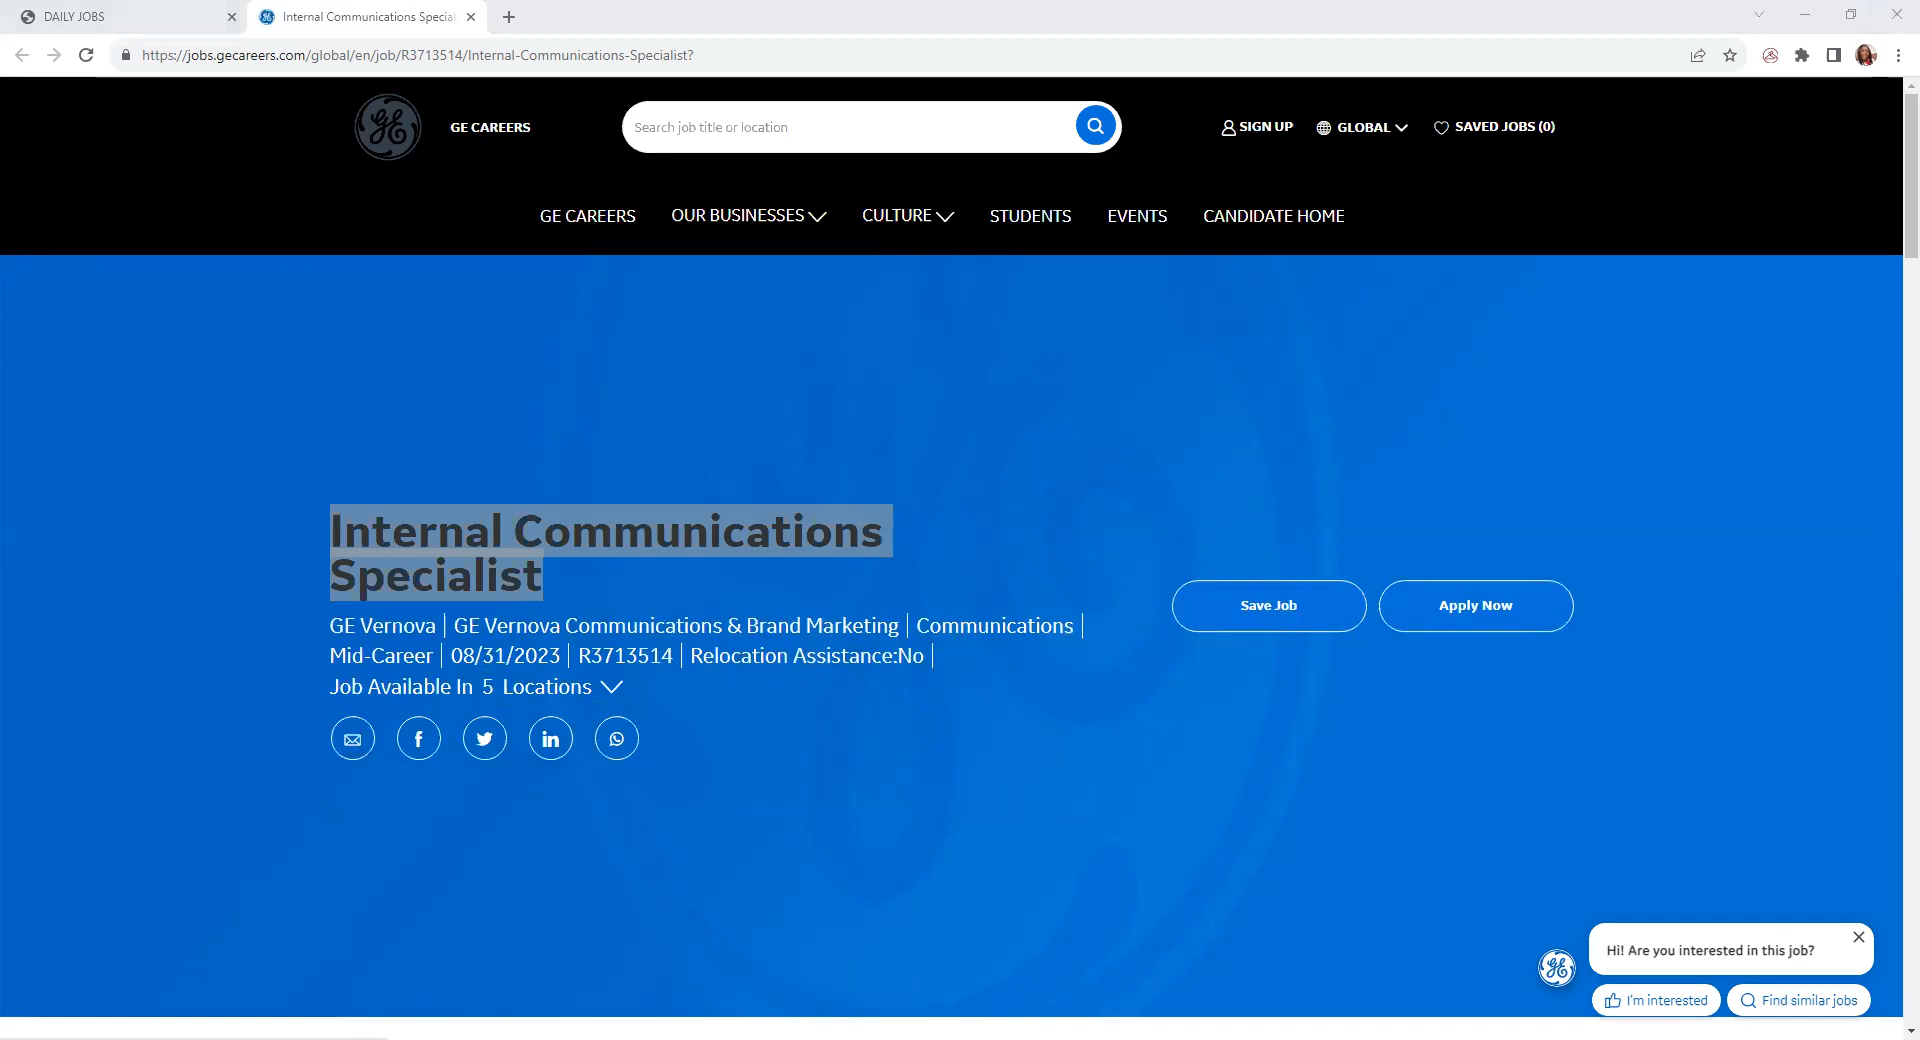 DAILY JOBS
Internal Communications Special
https://jobs.gecareers.com/global/en/job/R3713514/Internal-Communications-Specialist?
GE CAREERS
Search job title or location
SIGN UP
GLOBAL
SAVED JOBS (0)
GE CAREERS
OUR BUSINESSES
CULTURE
STUDENTS
EVENTS
CANDIDATE HOME
Internal Communications
Specialist
GE Vernova | GE Vernova Communications & Brand Marketing | Communications |
Mid-Career | 08/31/2023 | R3713514 | Relocation Assistance:No |
Job Available In 5 Locations
Save Job
Apply Now
Hi! Are you interested in this job?
I'm interested
Find similar jobs